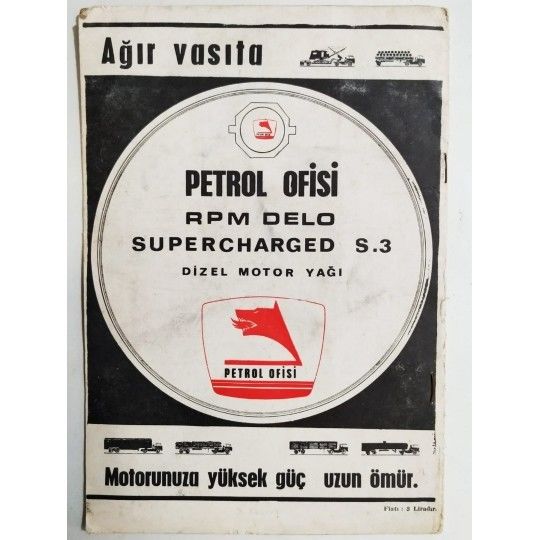 Ağır vasıta
PETROL OFİSİ
RPM DELO
SUPERCHARGED S.3
DİZEL MOTOR YAĞI
PETROL OFİSİ
Motorunuza yüksek güç uzun ömür.
Fiatı : 3 Liradır.